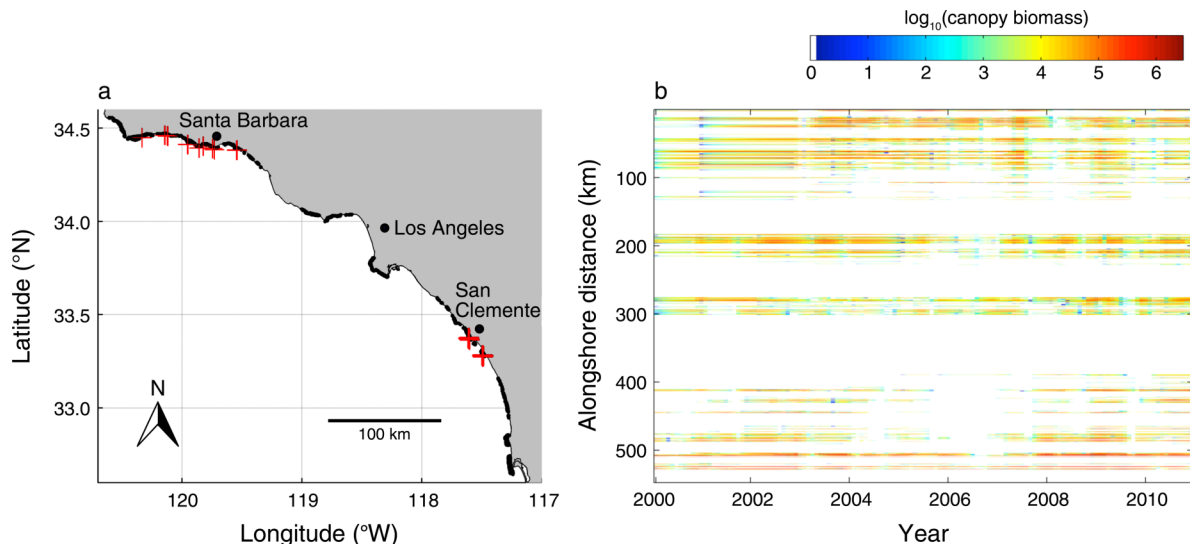 log10(canopy biomass)
0 1 2 3 4 5 6
a
b
Santa Barbara
Los Angeles
San
Clemente
N
100 km
34.5
34.0
33.5
33.0
Latitude (°N)
120 119 118 117
Longitude (°W)
100
200
300
400
500
Alongshore distance (km)
2000 2002 2004 2006 2008 2010
Year